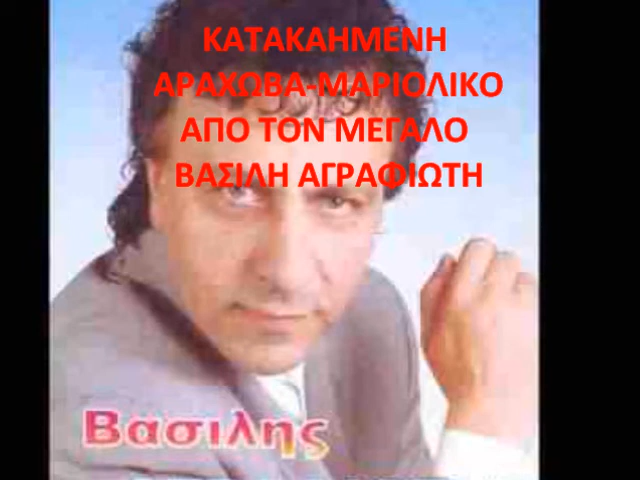 ΚΑΤΑΚΑΗΜΕΝΗ
ΑΡΑΧΩΒΑ-ΜΑΡΙΟΛΙΚΟ
ΑΠΟ ΤΟΝ ΜΕΓΑΛΟ
ΒΑΣΙΛΗ ΑΓΡΑΦΙΩΤΗ
Βασιλης